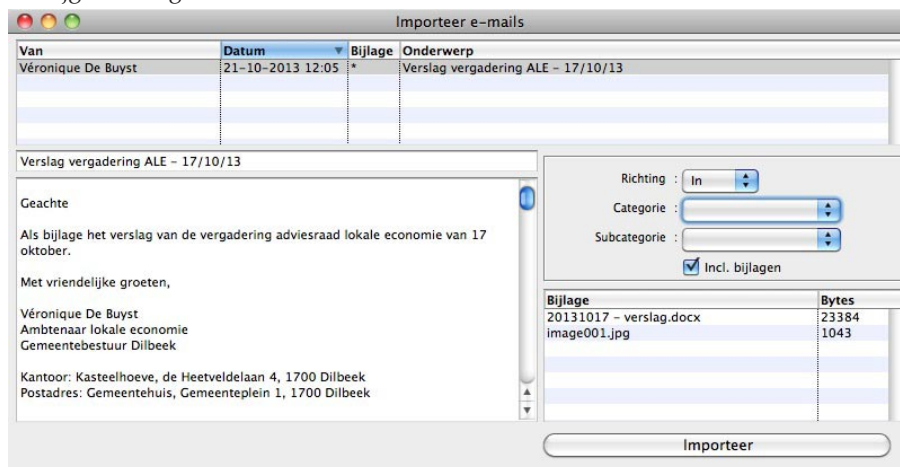 Importeer e-mails
Van Datum Bijlage Onderwerp
Véronique De Buyst 21-10-2013 12:05 * Verslag vergadering ALE - 17/10/13
Verslag vergadering ALE - 17/10/13
Geachte
Als bijlage het verslag van de vergadering adviesraad lokale economie van 17
oktober.
Met vriendelijke groeten,
Véronique De Buyst
Ambtenaar lokale economie
Gemeentebestuur Dilbeek
Kantoor: Kasteelhoeve, de Heetveldelaan 4, 1700 Dilbeek
Postadres: Gemeentehuis, Gemeenteplein 1, 1700 Dilbeek
Richting : In
Categorie :
Subcategorie :
Incl. bijlagen
Bijlage Bytes
20131017 - verslag.docx 23384
image001.jpg 1043
Importeer